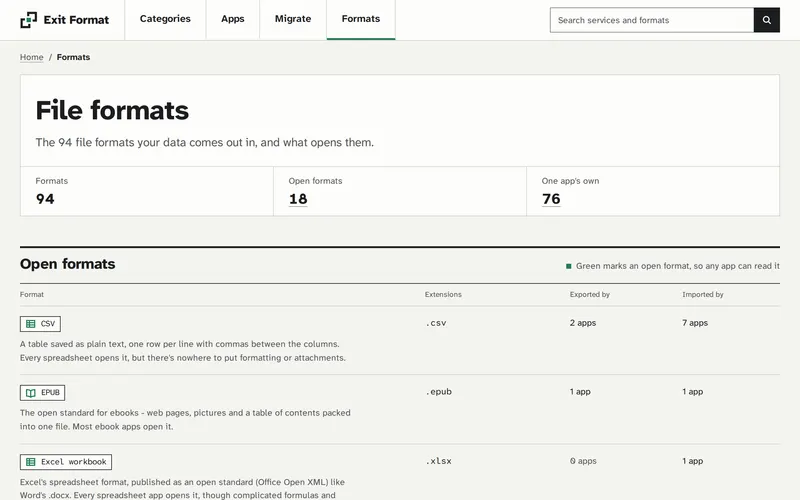 Exit Format
Categories
Apps
Migrate
Formats
Search services and formats
Home / Formats
File formats
The 94 file formats your data comes out in, and what opens them.
Formats
94
Open formats
18
One app's own
76
Open formats
Green marks an open format, so any app can read it
Format
Extensions
Exported by
Imported by
CSV
.csv
2 apps
7 apps
A table saved as plain text, one row per line with commas between the columns.
Every spreadsheet opens it, but there's nowhere to put formatting or attachments.
EPUB
.epub
1 app
1 app
The open standard for ebooks - web pages, pictures and a table of contents packed
into one file. Most ebook apps open it.
Excel workbook
.xlsx
0 apps
1 app
Excel's spreadsheet format, published as an open standard (Office Open XML) like
Word's .docx. Every spreadsheet app opens it, though complicated formulas and